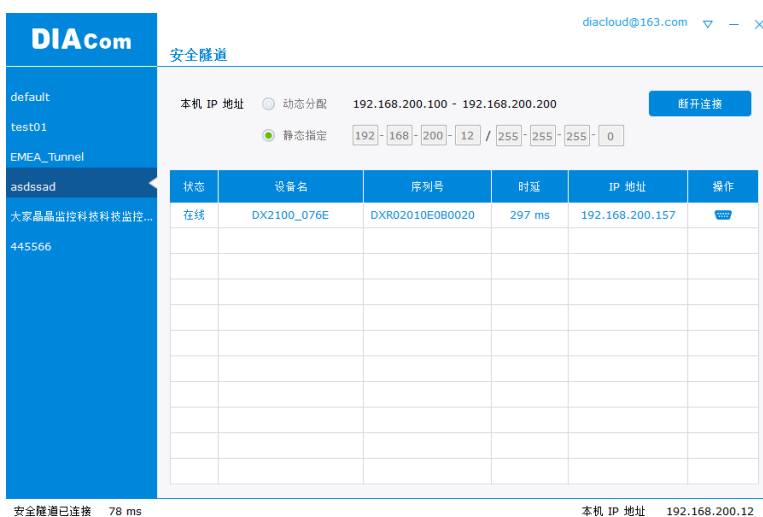 DIACom
diacloud@163.com
安全隧道
default
test01
EMEA_Tunnel
asdssad
大家晶晶监控科技科技监控...
445566
本机 IP 地址 动态分配 192.168.200.100 - 192.168.200.200 断开连接
静态指定 192 - 168 - 200 - 12 / 255 - 255 - 255 - 0
状态 设备名 序列号 时延 IP 地址 操作
在线 DX2100_076E DXR02010E0B0020 297 ms 192.168.200.157
安全隧道已连接 78 ms 本机 IP 地址 192.168.200.12